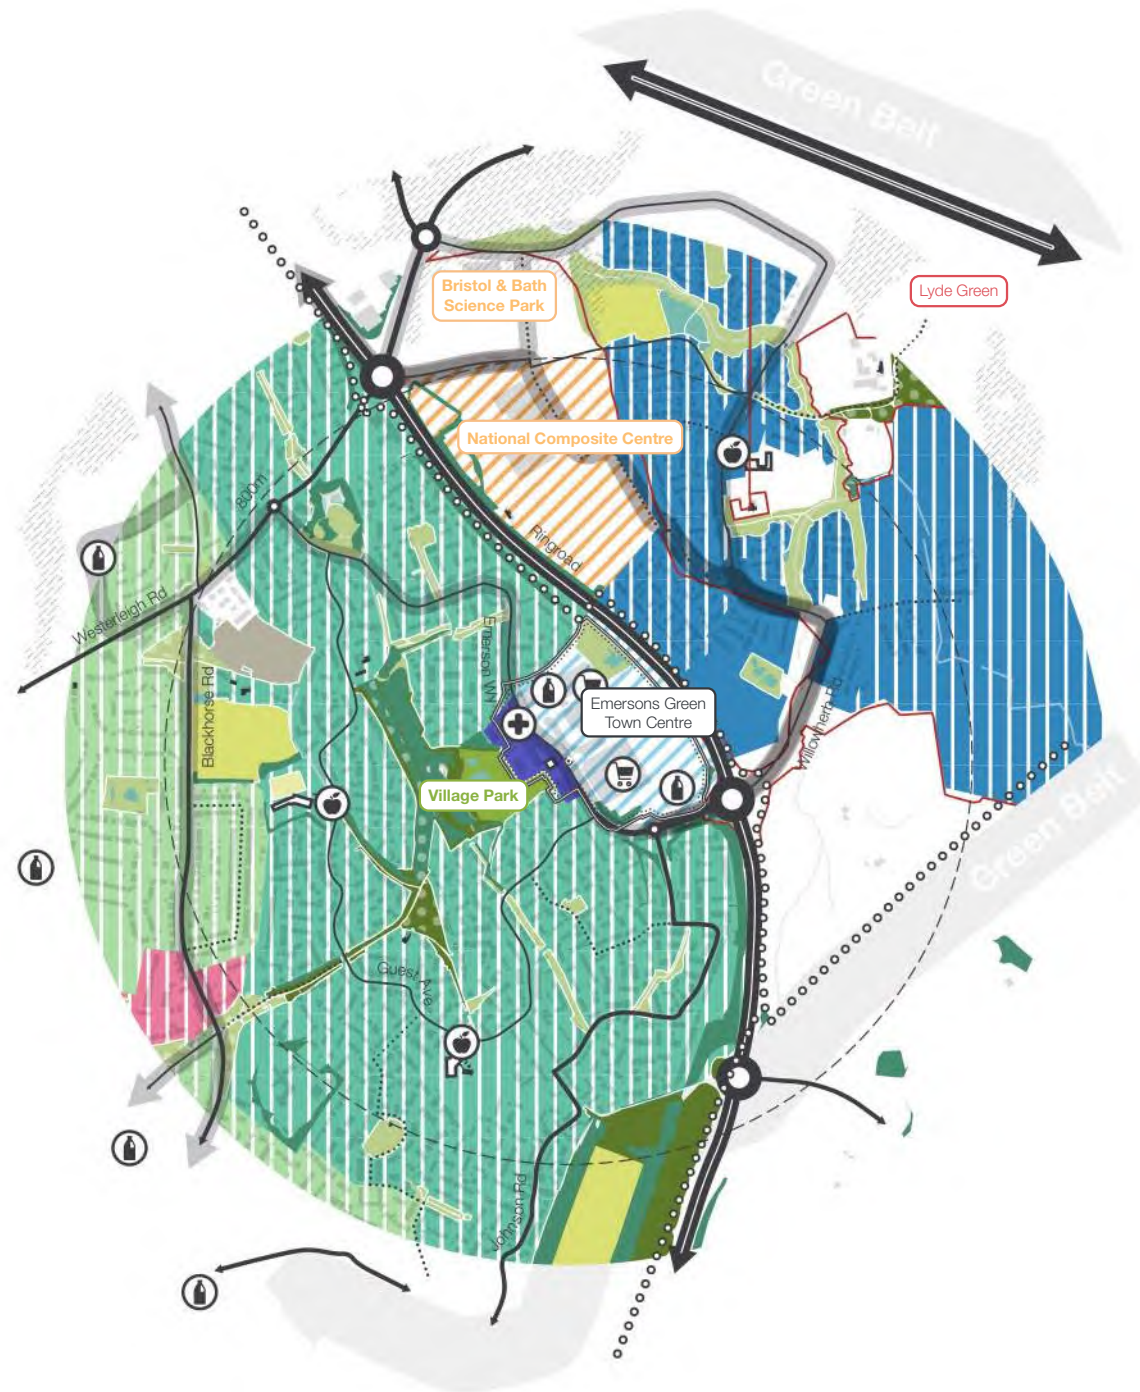 Green Belt
Bristol & Bath
Science Park
Lyde Green
National Composite Centre
800m
Ringroad
Westerleigh Rd
Emerson Wy
Blackhorse Rd
Emersons Green
Town Centre
Willowherb Rd
Village Park
Green Belt
Guest Ave
Johnson Rd